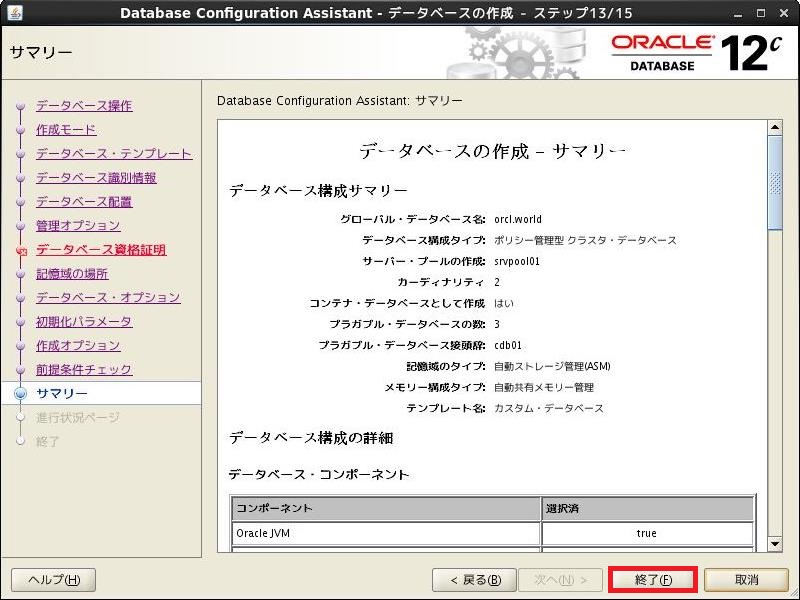 Database Configuration Assistant - データベースの作成 - ステップ13/15
サマリー
ORACLE
DATABASE
12c
データベース操作
作成モード
データベース・テンプレート
データベース識別情報
データベース配置
管理オプション
データベース資格証明
記憶域の場所
データベース・オプション
初期化パラメータ
作成オプション
前提条件チェック
サマリー
進行状況ページ
終了
Database Configuration Assistant: サマリー
データベースの作成 – サマリー
データベース構成サマリー
グローバル・データベース名: orcl.world
データベース構成タイプ: ポリシー管理型 クラスタ・データベース
サーバー・プールの作成: srvpool01
カーディナリティ 2
コンテナ・データベースとして作成 はい
プラガブル・データベースの数: 3
プラガブル・データベース接頭辞: cdb01
記憶域のタイプ: 自動ストレージ管理(ASM)
メモリー構成タイプ: 自動共有メモリー管理
テンプレート名: カスタム・データベース
データベース構成の詳細
データベース・コンポーネント
コンポーネント 選択済
Oracle JVM true
ヘルプ(H)
< 戻る(B) 次へ(N) > 終了(F) 取消